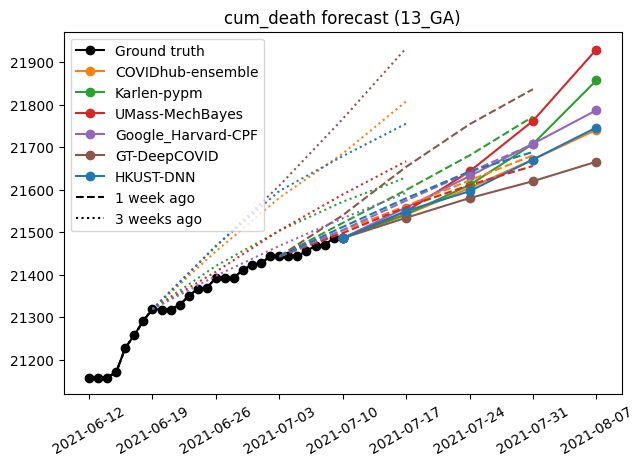 cum_death forecast (13_GA)
21900
21800
21700
21600
21500
21400
21300
21200
Ground truth
COVIDhub-ensemble
Karlen-pypm
UMass-MechBayes
Google_Harvard-CPF
GT-DeepCOVID
HKUST-DNN
1 week ago
3 weeks ago
2021-06-12
2021-06-19
2021-06-26
2021-07-03
2021-07-10
2021-07-17
2021-07-24
2021-07-31
2021-08-07